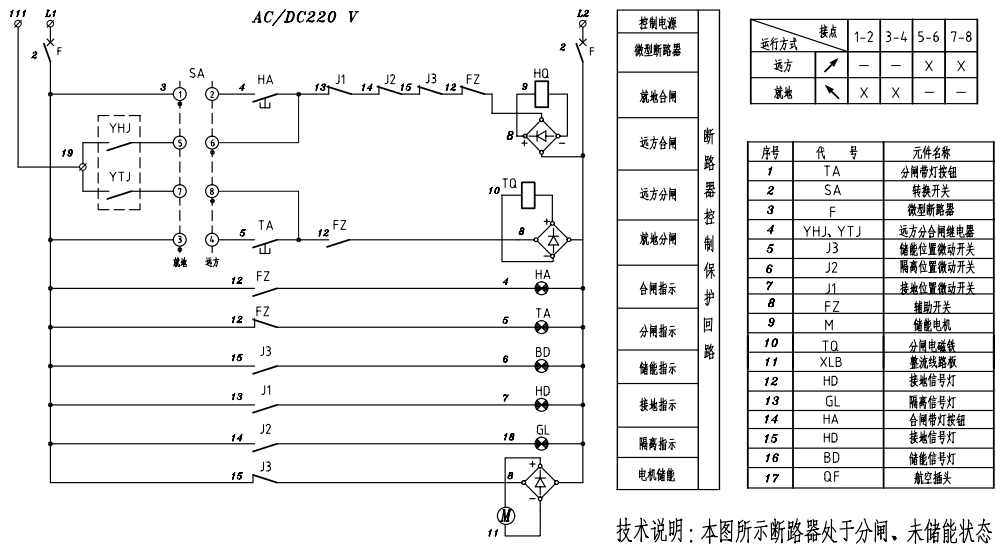 111 L1 AC/DC220 V L2
2 F 2 F
SA HA J1 J2 J3 FZ HQ
3 1 2 4 13 14 15 12 9
YHJ 5 6 8 + −
19
YTJ 7 8 TQ
10
TA FZ
3 4 5 12 8 + −
就地 远方
FZ HA
12 4
FZ TA
12 5
J3 BD
15 6
J1 HD
13 7
J2 GL
14 18
J3
15 8 + −
M
11
控制电源
微型断路器
就地合闸
远方合闸
远方分闸
就地分闸
合闸指示
分闸指示
储能指示
接地指示
隔离指示
电机储能
断路器控制保护回路
接点 运行方式 1-2 3-4 5-6 7-8
远方 — — X X
就地 X X — —
序号 代 号 元件名称
1 TA 分闸带灯按钮
2 SA 转换开关
3 F 微型断路器
4 YHJ、YTJ 远方分合闸继电器
5 J3 储能位置微动开关
6 J2 隔离位置微动开关
7 J1 接地位置微动开关
8 FZ 辅助开关
9 M 储能电机
10 TQ 分闸电磁铁
11 XLB 整流线路板
12 HD 接地信号灯
13 GL 隔离信号灯
14 HA 合闸带灯按钮
15 HD 接地信号灯
16 BD 储能信号灯
17 QF 航空插头
技术说明:本图所示断路器处于分闸、未储能状态